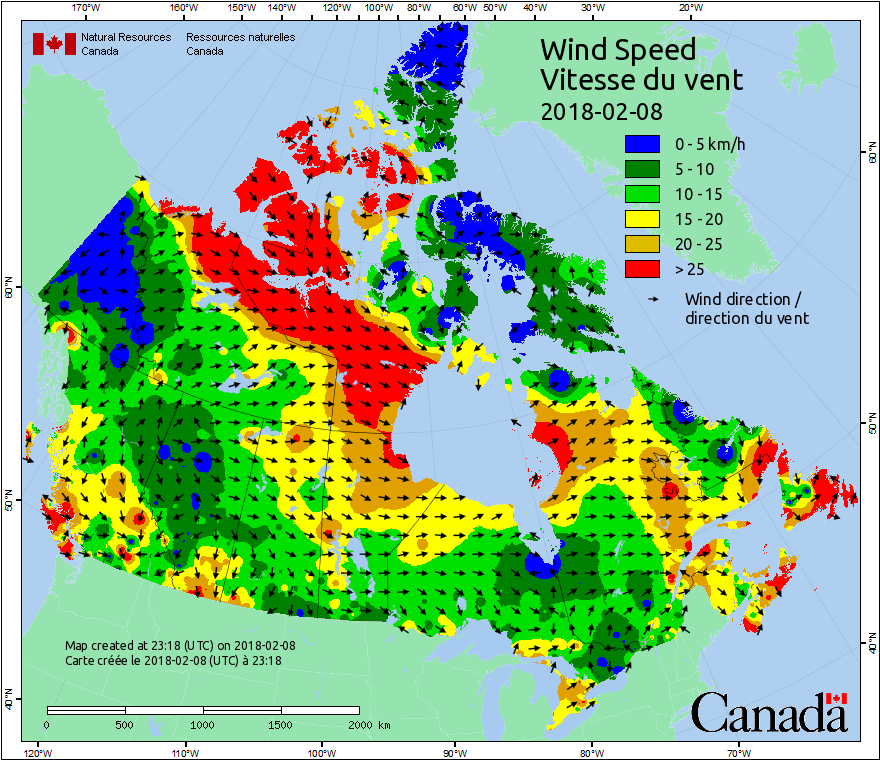 170°W 160°W 150°W 140°W 120°W 110°W 100°W 80°W 60°W 50°W 40°W 30°W 20°W
Natural Resources Ressources naturelles
Canada Canada
Wind Speed
Vitesse du vent
2018-02-08
0 - 5 km/h
5 - 10
10 - 15
15 - 20
20 - 25
> 25
Wind direction /
direction du vent
60°N
50°N
40°N
60°N
50°N
40°N
Map created at 23:18 (UTC) on 2018-02-08
Carte créée le 2018-02-08 (UTC) à 23:18
0 500 1000 1500 2000 km
Canada
120°W 110°W 100°W 90°W 80°W 70°W